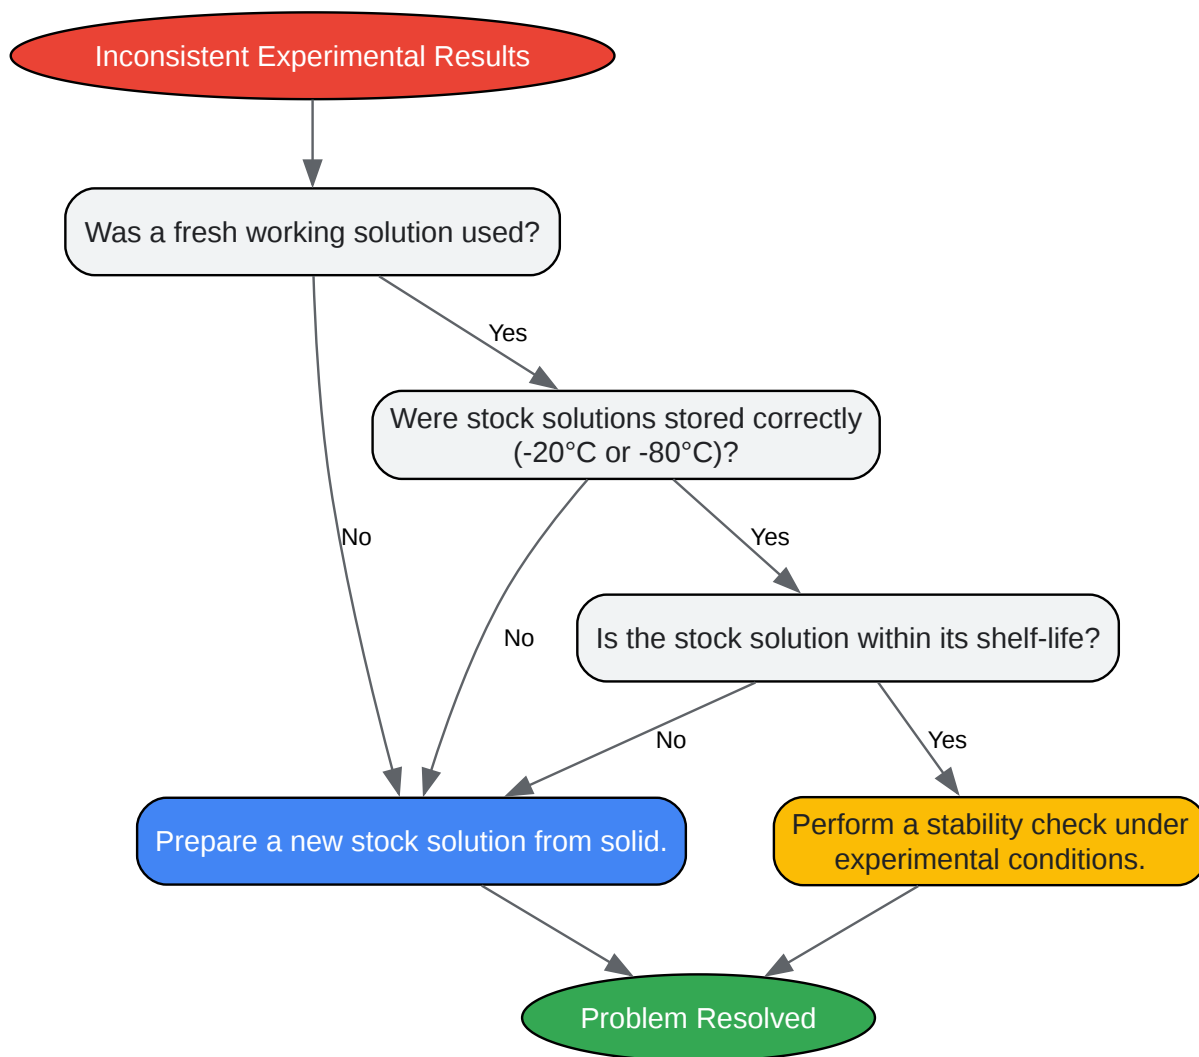 Inconsistent Experimental Results
Was a fresh working solution used?
Yes
Were stock solutions stored correctly
(-20°C or -80°C)?
No
Yes
No
Is the stock solution within its shelf-life?
No
Yes
Prepare a new stock solution from solid.
Perform a stability check under
experimental conditions.
Problem Resolved